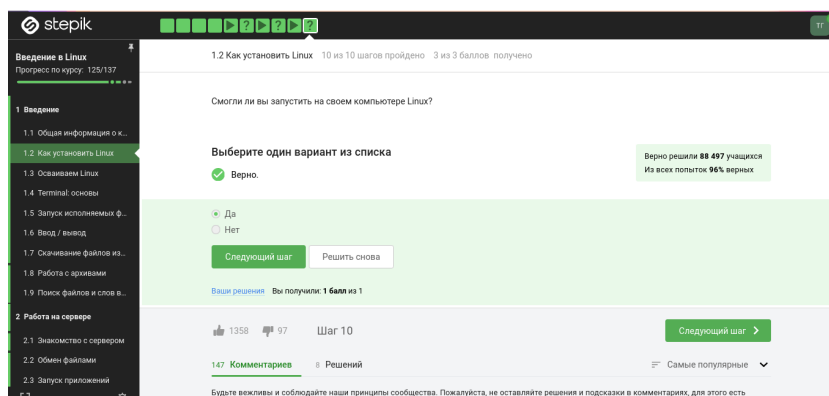 stepik
ТГ
Введение в Linux
Прогресс по курсу: 125/137
1 Введение
1.1 Общая информация о к...
1.2 Как установить Linux
1.3 Осваиваем Linux
1.4 Terminal: основы
1.5 Запуск исполняемых ф...
1.6 Ввод / вывод
1.7 Скачивание файлов из...
1.8 Работа с архивами
1.9 Поиск файлов и слов в...
2 Работа на сервере
2.1 Знакомство с сервером
2.2 Обмен файлами
2.3 Запуск приложений
1.2 Как установить Linux 10 из 10 шагов пройдено 3 из 3 баллов получено
Смогли ли вы запустить на своем компьютере Linux?
Выберите один вариант из списка
Верно.
Верно решили 88 497 учащихся
Из всех попыток 96% верных
Да
Нет
Следующий шаг
Решить снова
Ваши решения Вы получили: 1 балл из 1
1358 97 Шаг 10
Следующий шаг
147 Комментариев 8 Решений
Самые популярные
Будьте вежливы и соблюдайте наши принципы сообщества. Пожалуйста, не оставляйте решения и подсказки в комментариях, для этого есть